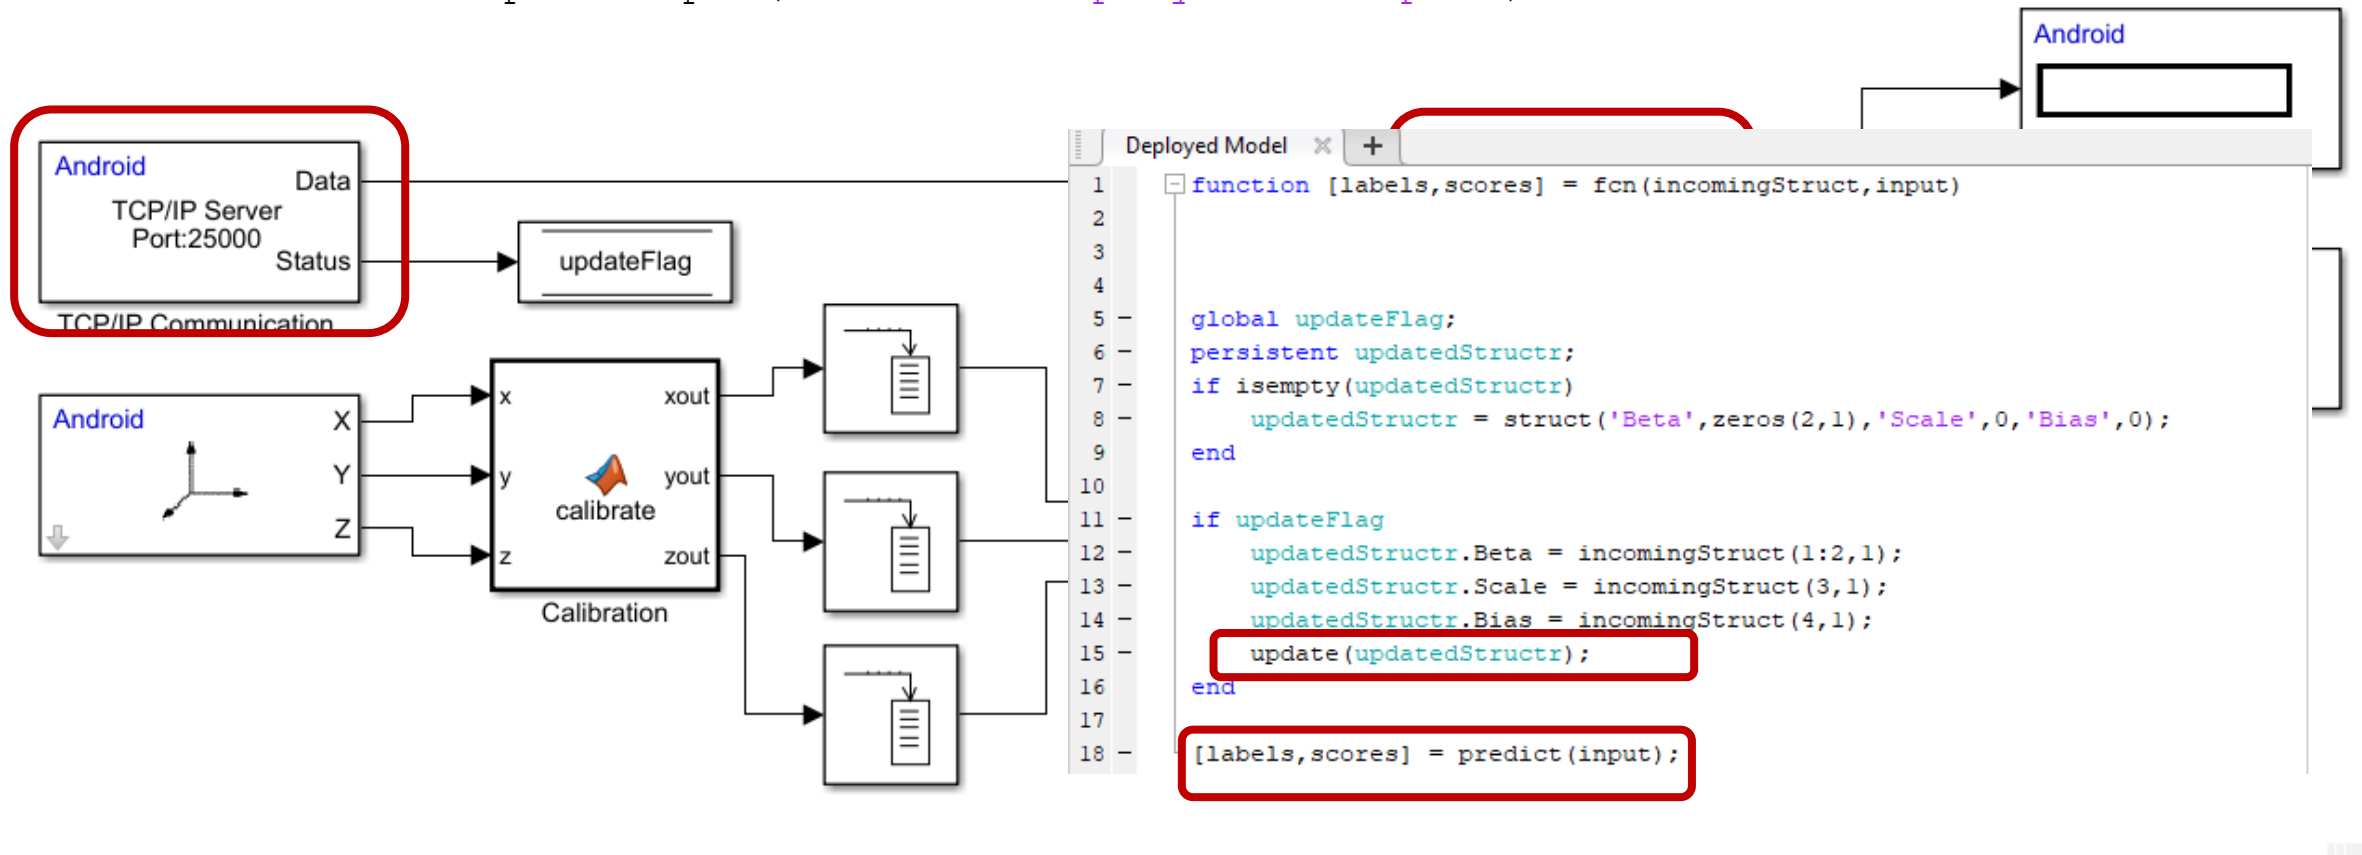 Android
Android
Data
TCP/IP Server
Port:25000
Status
TCP/IP Communication
updateFlag
Android
X
Y
Z
x
y
z
xout
yout
zout
calibrate
Calibration
Deployed Model
1 function [labels,scores] = fcn(incomingStruct,input)
2
3
4
5 – global updateFlag;
6 – persistent updatedStructr;
7 – if isempty(updatedStructr)
8 – updatedStructr = struct('Beta',zeros(2,1),'Scale',0,'Bias',0);
9 end
10
11 – if updateFlag
12 – updatedStructr.Beta = incomingStruct(1:2,1);
13 – updatedStructr.Scale = incomingStruct(3,1);
14 – updatedStructr.Bias = incomingStruct(4,1);
15 – update(updatedStructr);
16 end
17
18 – [labels,scores] = predict(input);